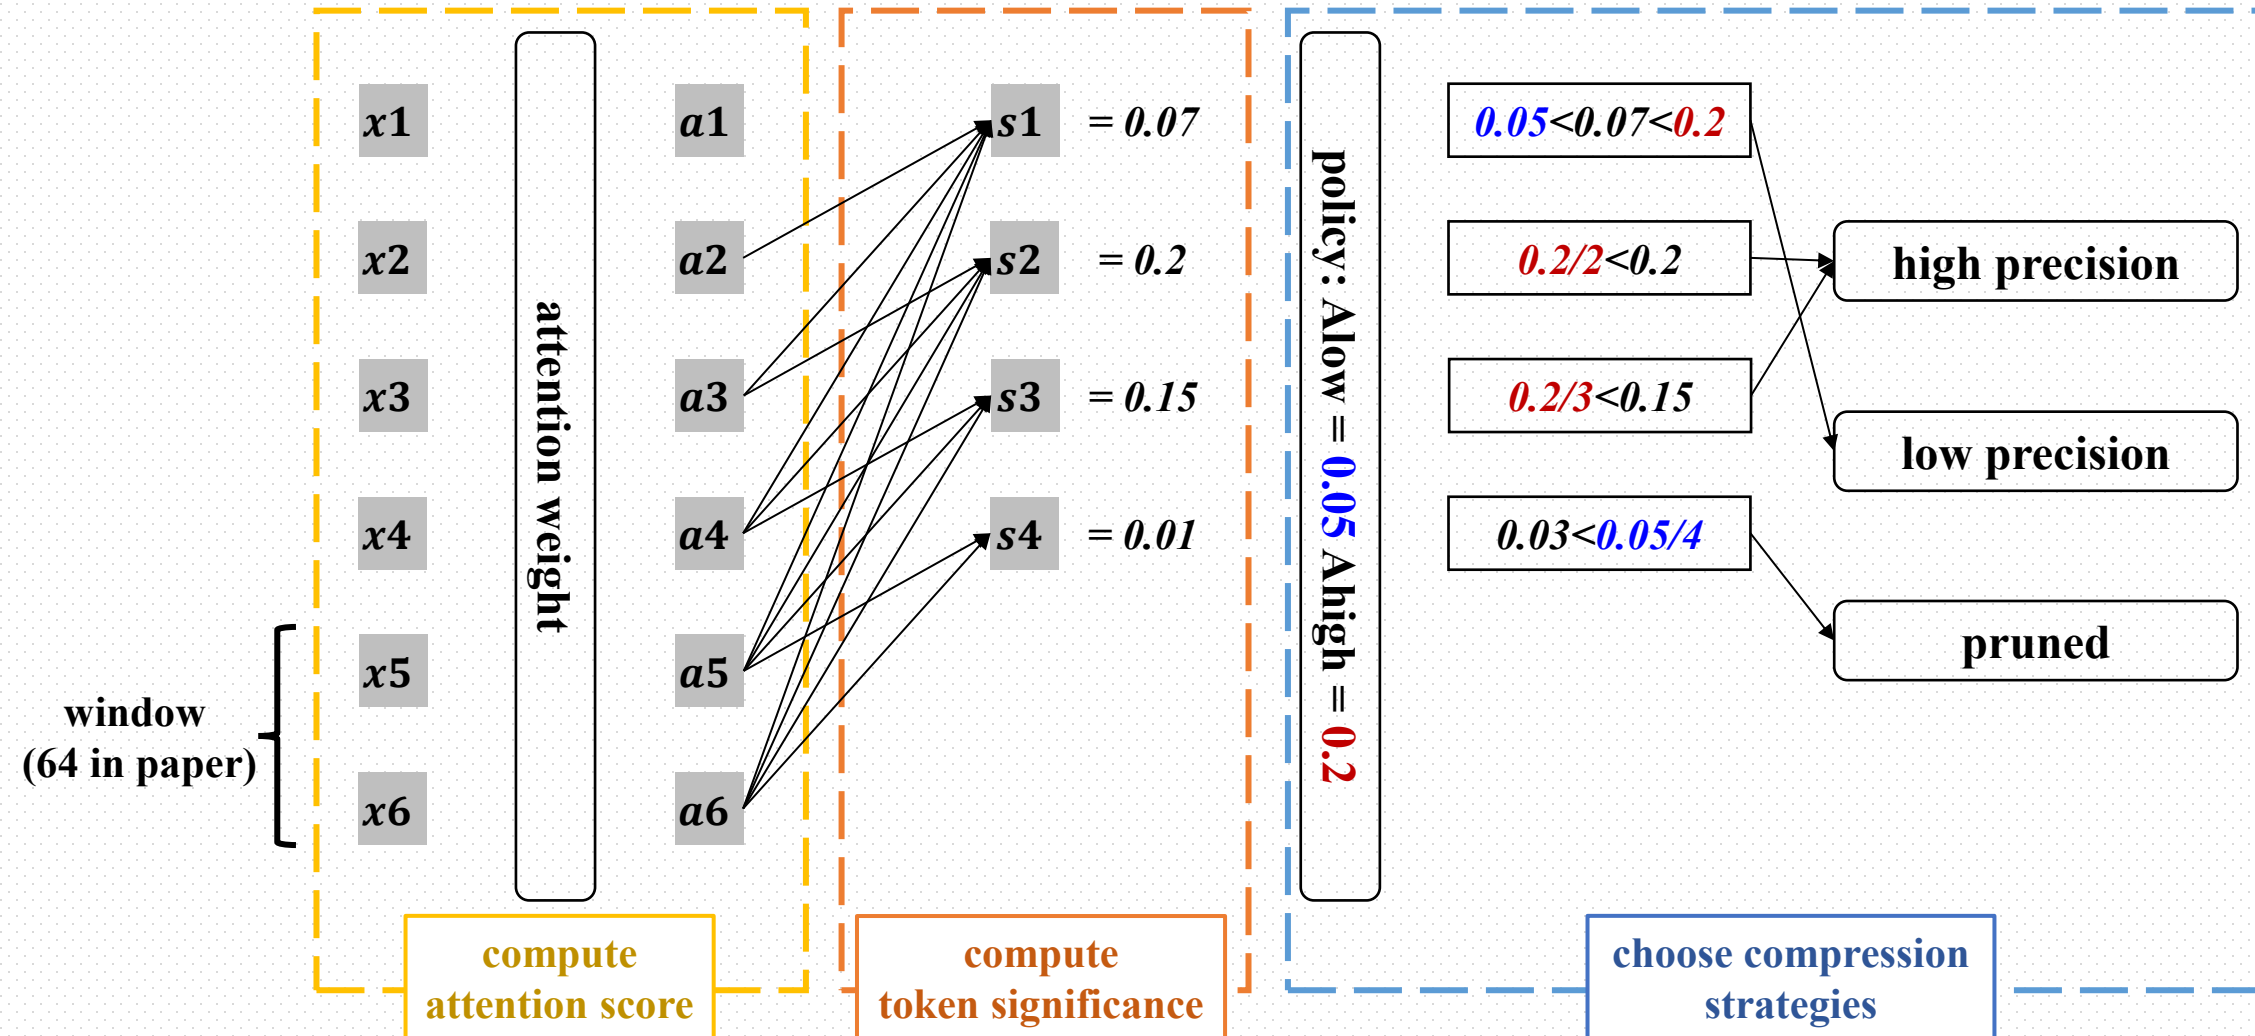 x1
a1
s1 = 0.07
0.05<0.07<0.2
x2
a2
s2 = 0.2
0.2/2<0.2
high precision
x3
a3
s3 = 0.15
0.2/3<0.15
low precision
x4
a4
s4 = 0.01
0.03<0.05/4
pruned
x5
a5
x6
a6
window
(64 in paper)
attention weight
policy: Alow = 0.05 Ahigh = 0.2
compute
attention score
compute
token significance
choose compression
strategies